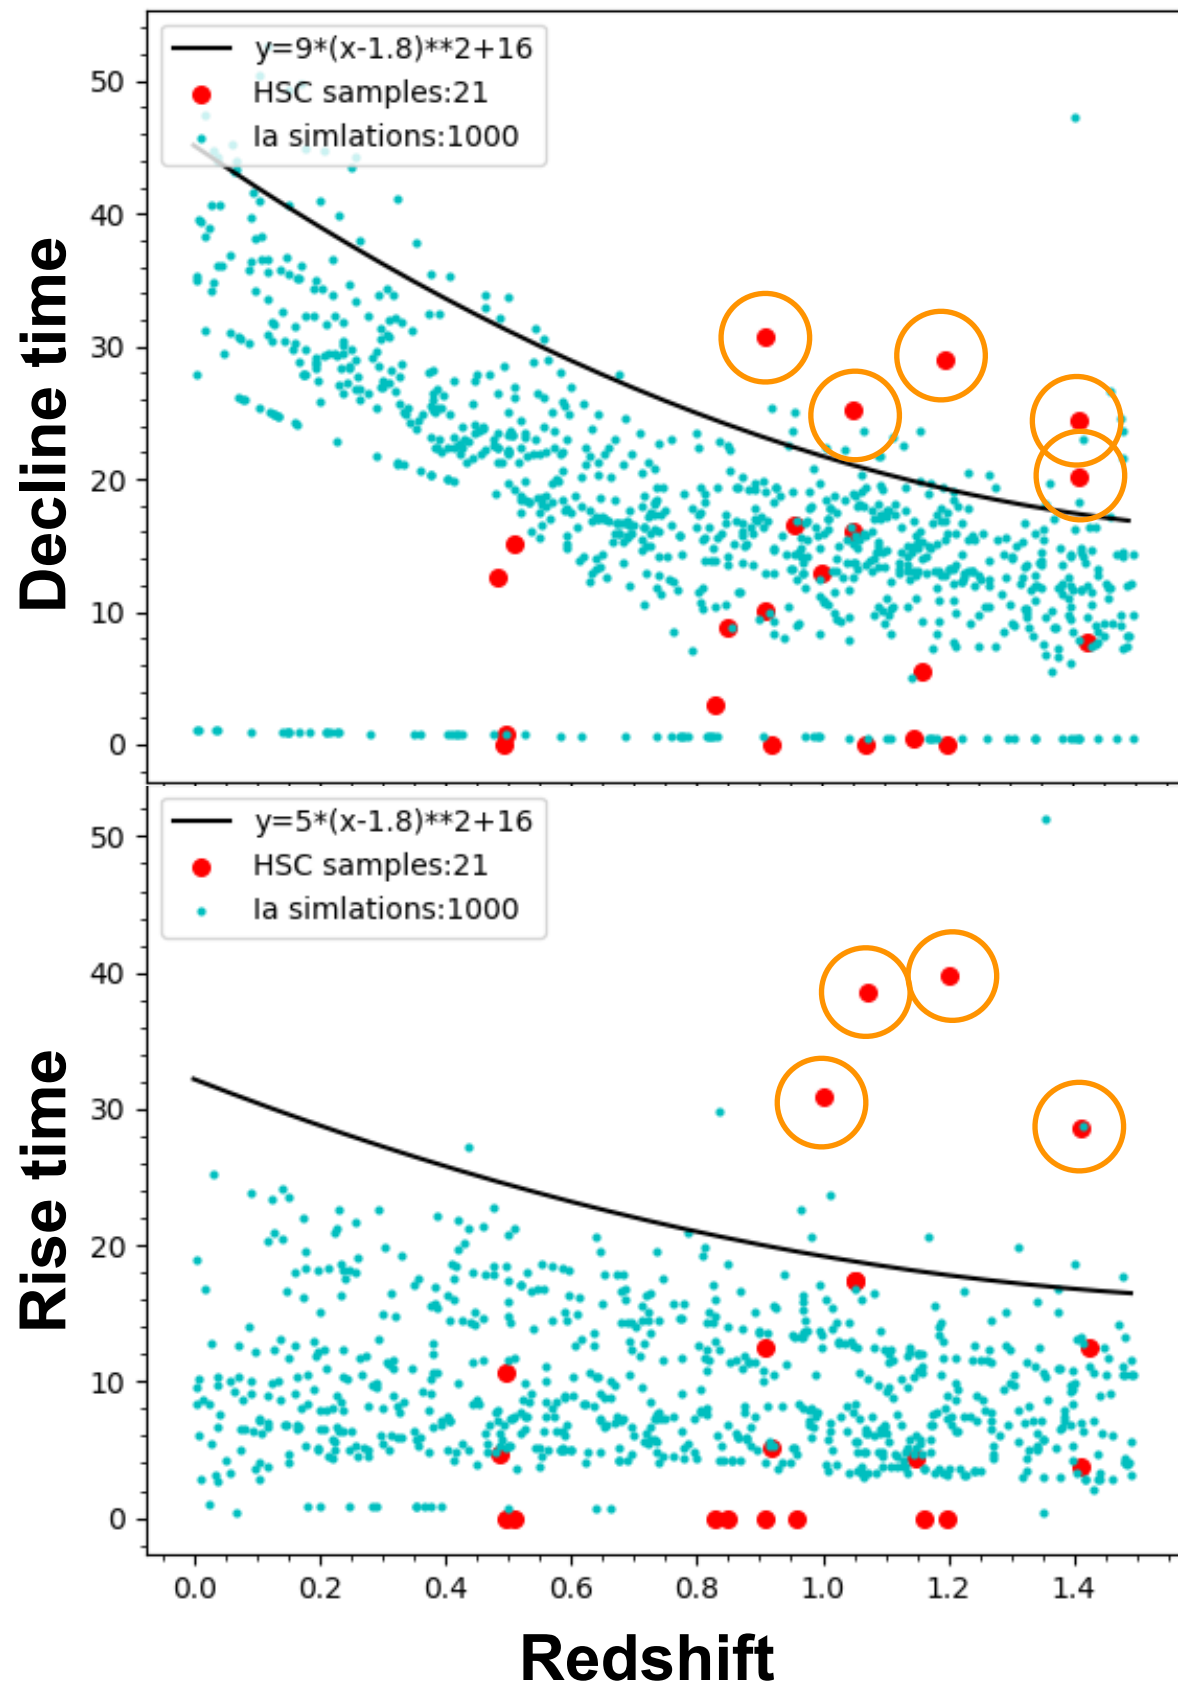 y=9*(x-1.8)**2+16
HSC samples:21
Ia simlations:1000
50
40
30
20
10
0
Decline time
y=5*(x-1.8)**2+16
HSC samples:21
Ia simlations:1000
50
40
30
20
10
0
Rise time
0.0 0.2 0.4 0.6 0.8 1.0 1.2 1.4
Redshift